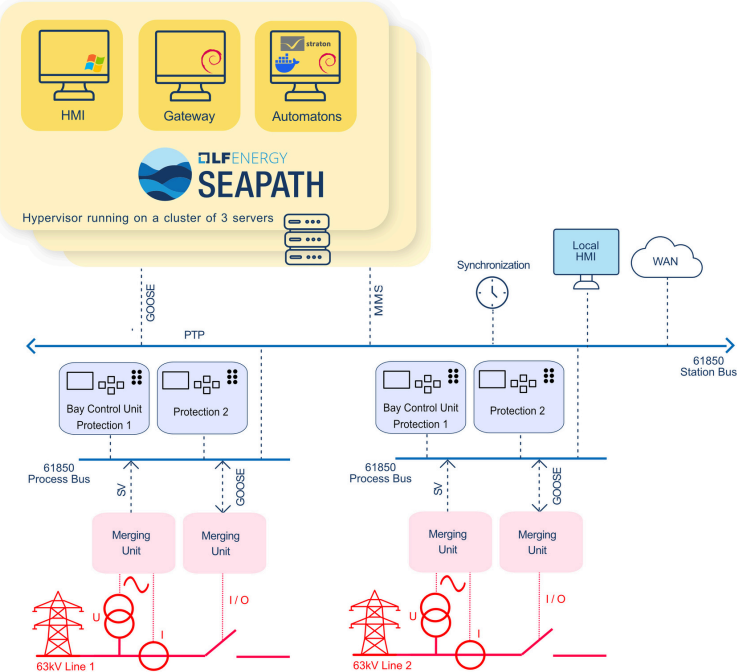 straton
HMI
Gateway
Automatons
LFENERGY
SEAPATH
Hypervisor running on a cluster of 3 servers
GOOSE
MMS
Synchronization
Local
HMI
WAN
PTP
61850
Station Bus
Bay Control Unit
Protection 1
Protection 2
Bay Control Unit
Protection 1
Protection 2
61850
Process Bus
61850
Process Bus
SV
GOOSE
SV
GOOSE
Merging
Unit
Merging
Unit
Merging
Unit
Merging
Unit
U
I
I / O
U
I
I / O
63kV Line 1
63kV Line 2